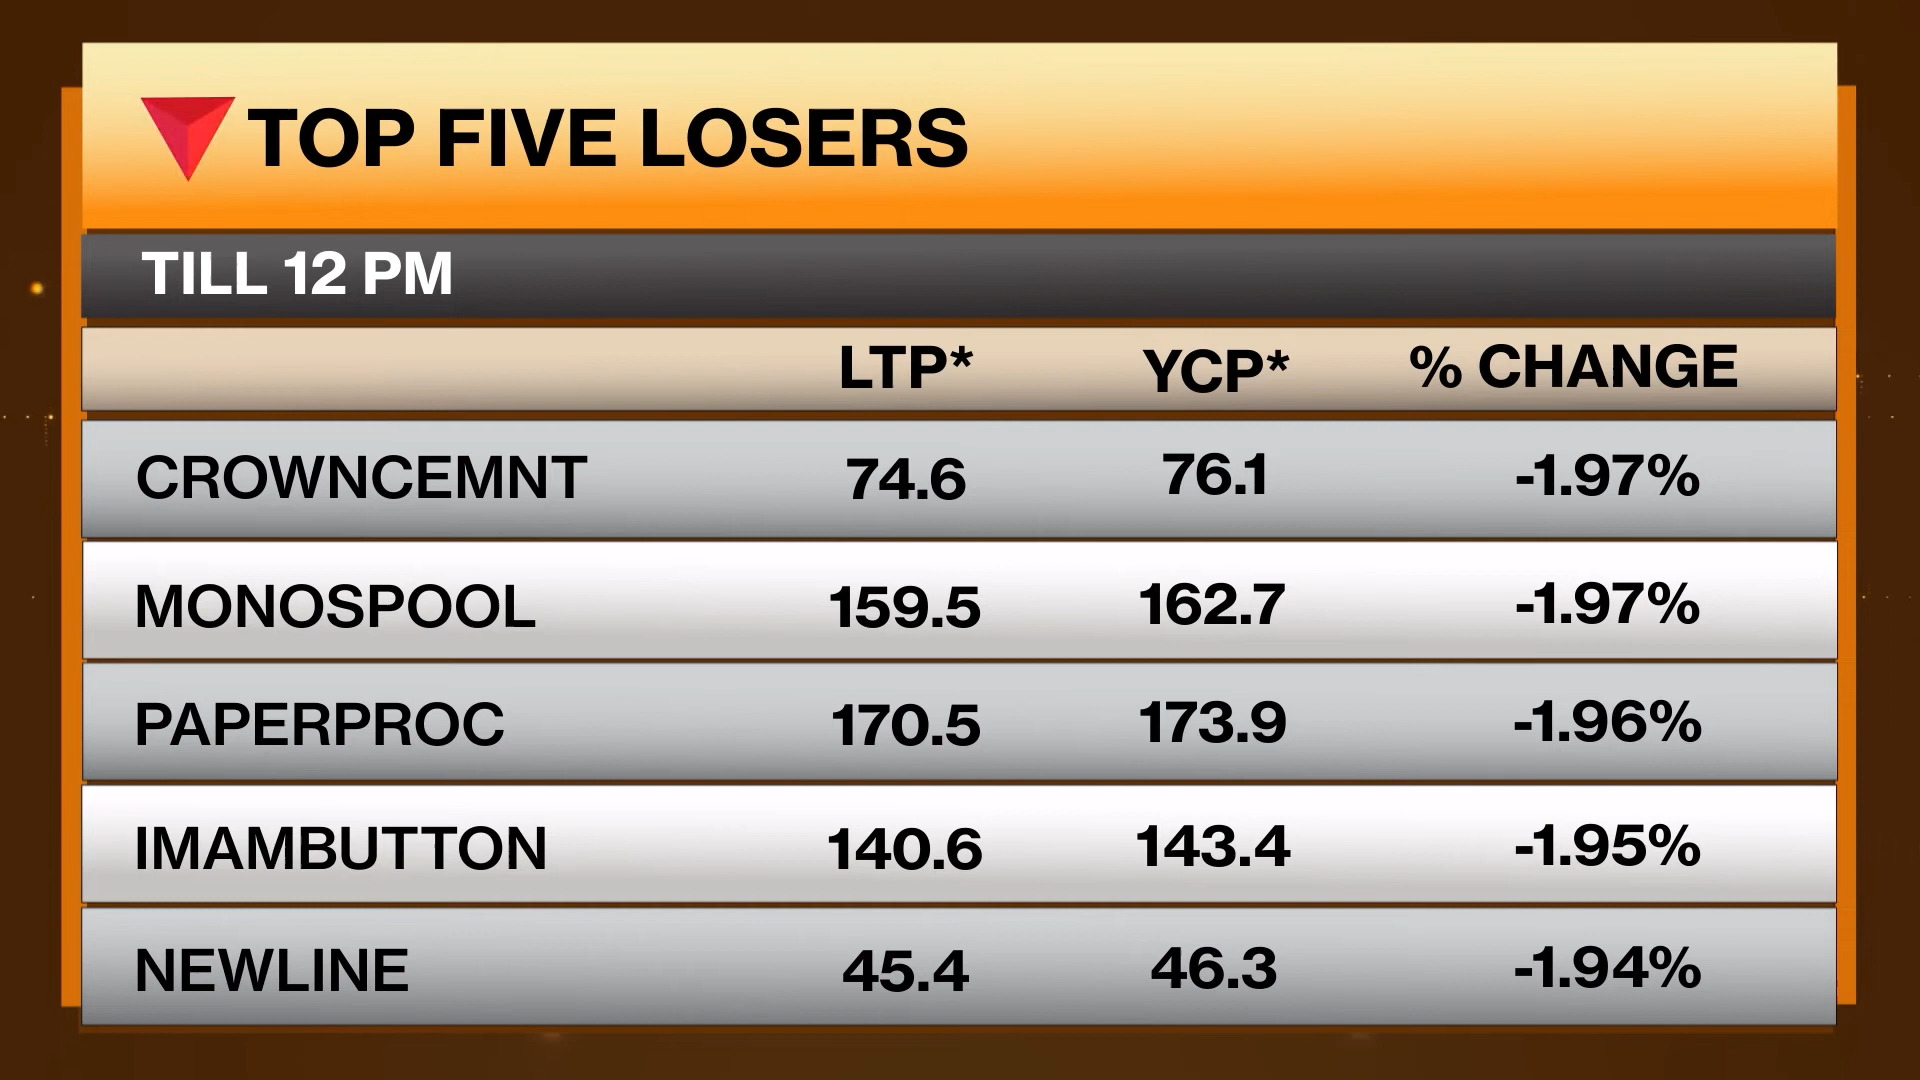 TOP FIVE LOSERS
TILL 12 PM
LTP* YCP* % CHANGE
CROWNCEMNT 74.6 76.1 -1.97%
MONOSPOOL 159.5 162.7 -1.97%
PAPERPROC 170.5 173.9 -1.96%
IMAMBUTTON 140.6 143.4 -1.95%
NEWLINE 45.4 46.3 -1.94%